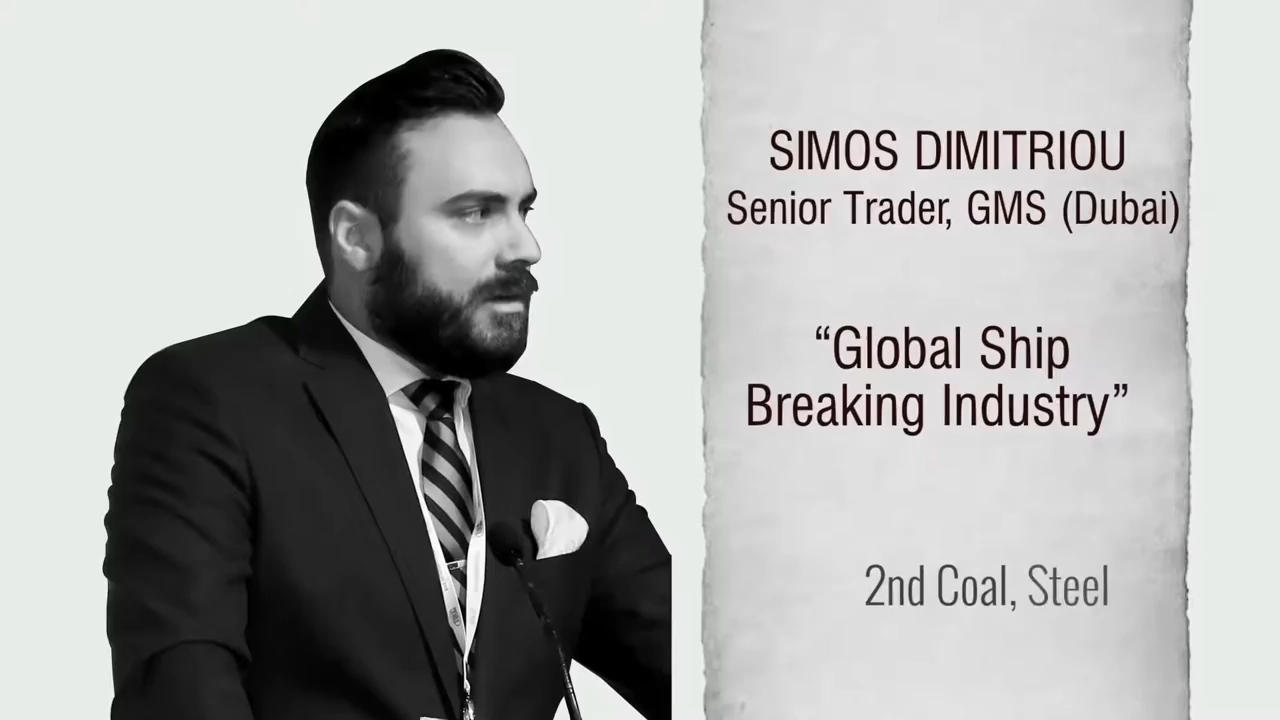 SIMOS DIMITRIOU
Senior Trader, GMS (Dubai)
“Global Ship
Breaking Industry”
2nd Coal, Steel